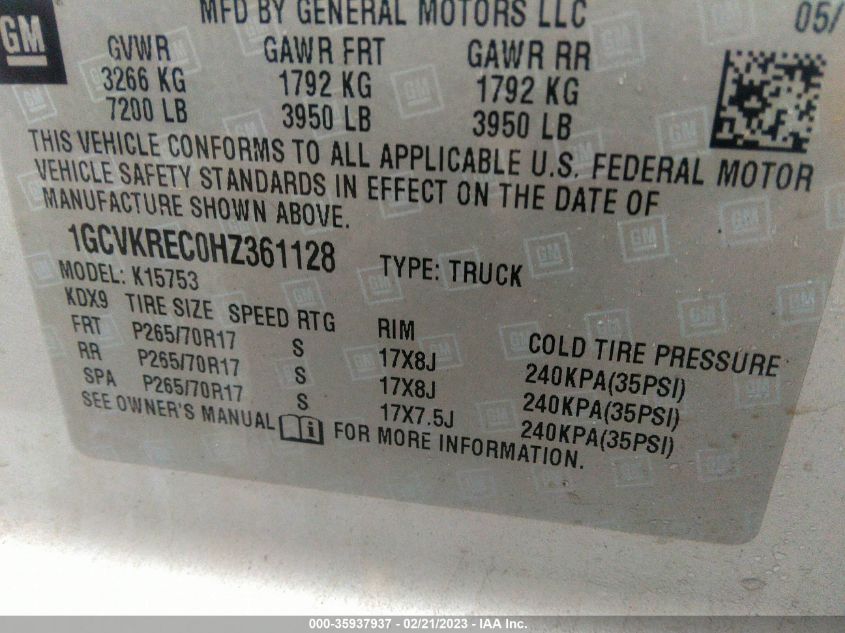 MFD BY GENERAL MOTORS LLC 05/
GM
GVWR GAWR FRT GAWR RR
3266 KG 1792 KG 1792 KG
7200 LB 3950 LB 3950 LB
THIS VEHICLE CONFORMS TO ALL APPLICABLE U.S. FEDERAL MOTOR
VEHICLE SAFETY STANDARDS IN EFFECT ON THE DATE OF
MANUFACTURE SHOWN ABOVE.
1GCVKREC0HZ361128 TYPE: TRUCK
MODEL: K15753
KDX9 TIRE SIZE SPEED RTG RIM COLD TIRE PRESSURE
FRT P265/70R17 S 17X8J 240KPA(35PSI)
RR P265/70R17 S 17X8J 240KPA(35PSI)
SPA P265/70R17 S 17X7.5J 240KPA(35PSI)
SEE OWNER'S MANUAL FOR MORE INFORMATION.
000-35937937 - 02/21/2023 - IAA Inc.